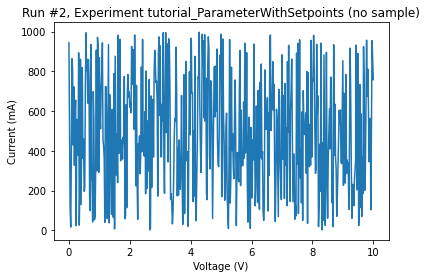 Run #2, Experiment tutorial_ParameterWithSetpoints (no sample)
1000
800
600
400
200
0
Current (mA)
0 2 4 6 8 10
Voltage (V)